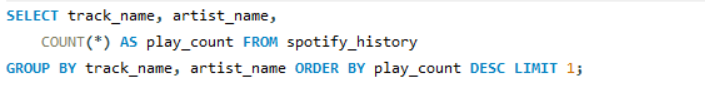 SELECT track_name, artist_name,
    COUNT(*) AS play_count FROM spotify_history
GROUP BY track_name, artist_name ORDER BY play_count DESC LIMIT 1;